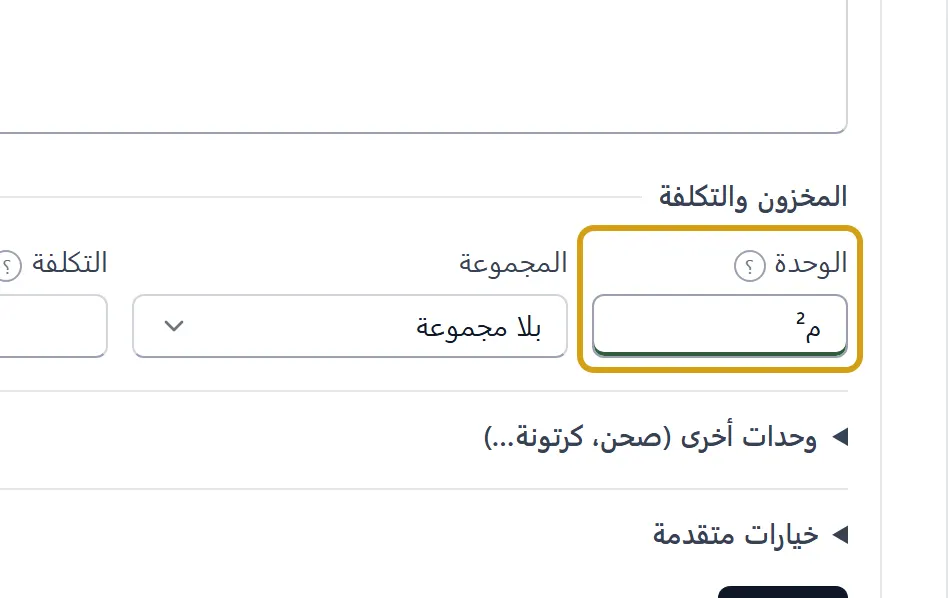 المخزون والتكلفة
الوحدة ؟
المجموعة
التكلفة ؟
م²
بلا مجموعة
وحدات أخرى (صحن، كرتونة...)
خيارات متقدمة